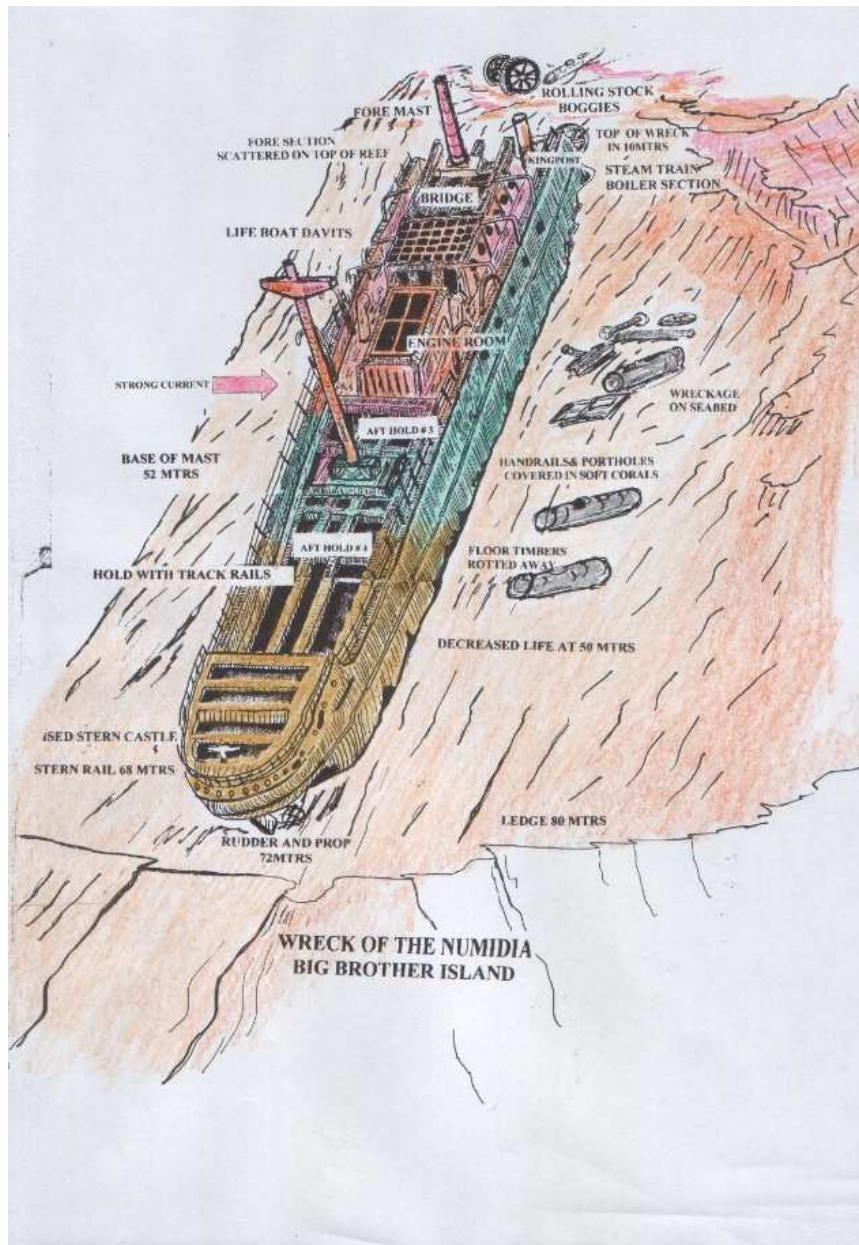 ROLLING STOCK
BOGGIES
FORE MAST
FORE SECTION
SCATTERED ON TOP OF REEF
TOP OF WRECK
IN 10MTRS
KINGPOST
STEAM TRAIN
BOILER SECTION
BRIDGE
LIFE BOAT DAVITS
ENGINE ROOM
STRONG CURRENT
WRECKAGE
ON SEABED
AFT HOLD # 3
BASE OF MAST
52 MTRS
HANDRAILS& PORTHOLES
COVERED IN SOFT CORALS
AFT HOLD # 4
FLOOR TIMBERS
ROTTED AWAY
HOLD WITH TRACK RAILS
DECREASED LIFE AT 50 MTRS
ISED STERN CASTLE
STERN RAIL 68 MTRS
LEDGE 80 MTRS
RUDDER AND PROP
72MTRS
WRECK OF THE NUMIDIA
BIG BROTHER ISLAND